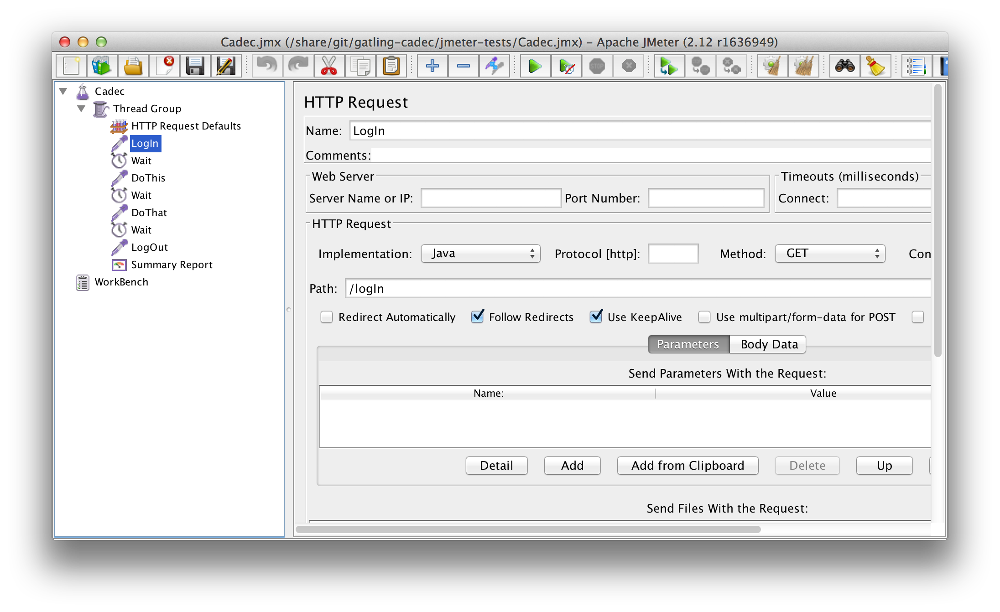 Cadec.jmx (/share/git/gatling-cadec/jmeter-tests/Cadec.jmx) – Apache JMeter (2.12 r1636949)
STOP
Cadec
Thread Group
HTTP Request Defaults
LogIn
Wait
DoThis
Wait
DoThat
Wait
LogOut
Summary Report
WorkBench
HTTP Request
Name: LogIn
Comments:
Web Server
Server Name or IP: Port Number:
Timeouts (milliseconds)
Connect:
HTTP Request
Implementation: Java Protocol [http]: Method: GET Con
Path: /logIn
Redirect Automatically Follow Redirects Use KeepAlive Use multipart/form-data for POST
Parameters Body Data
Send Parameters With the Request:
Name: Value
Detail Add Add from Clipboard Delete Up
Send Files With the Request: